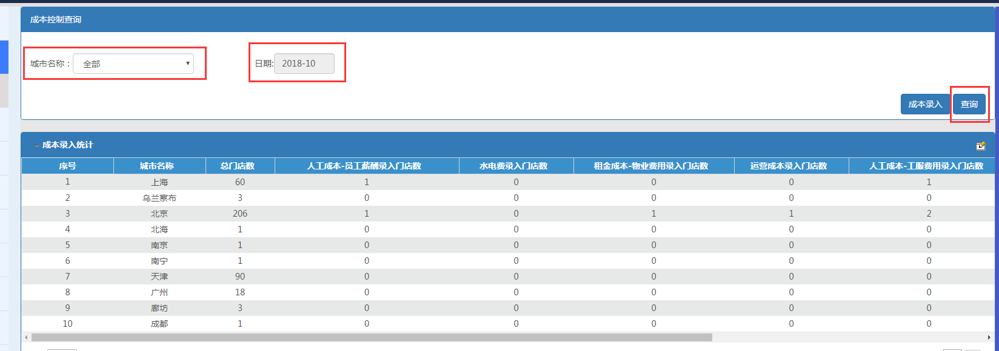 成本控制查询
城市名称： 全部 日期: 2018-10
成本录入 查询
成本录入统计
序号 城市名称 总门店数 人工成本-员工薪酬录入门店数 水电费录入门店数 租金成本-物业费用录入门店数 运营成本录入门店数 人工成本-工服费用录入门店数
1 上海 60 1 0 0 0 1
2 乌兰察布 3 0 0 0 0 0
3 北京 206 1 0 1 1 2
4 北海 1 0 0 0 0 0
5 南京 1 0 0 0 0 0
6 南宁 1 0 0 0 0 0
7 天津 90 0 0 0 0 0
8 广州 18 0 0 0 0 0
9 廊坊 3 0 0 0 0 0
10 成都 1 0 0 0 0 0